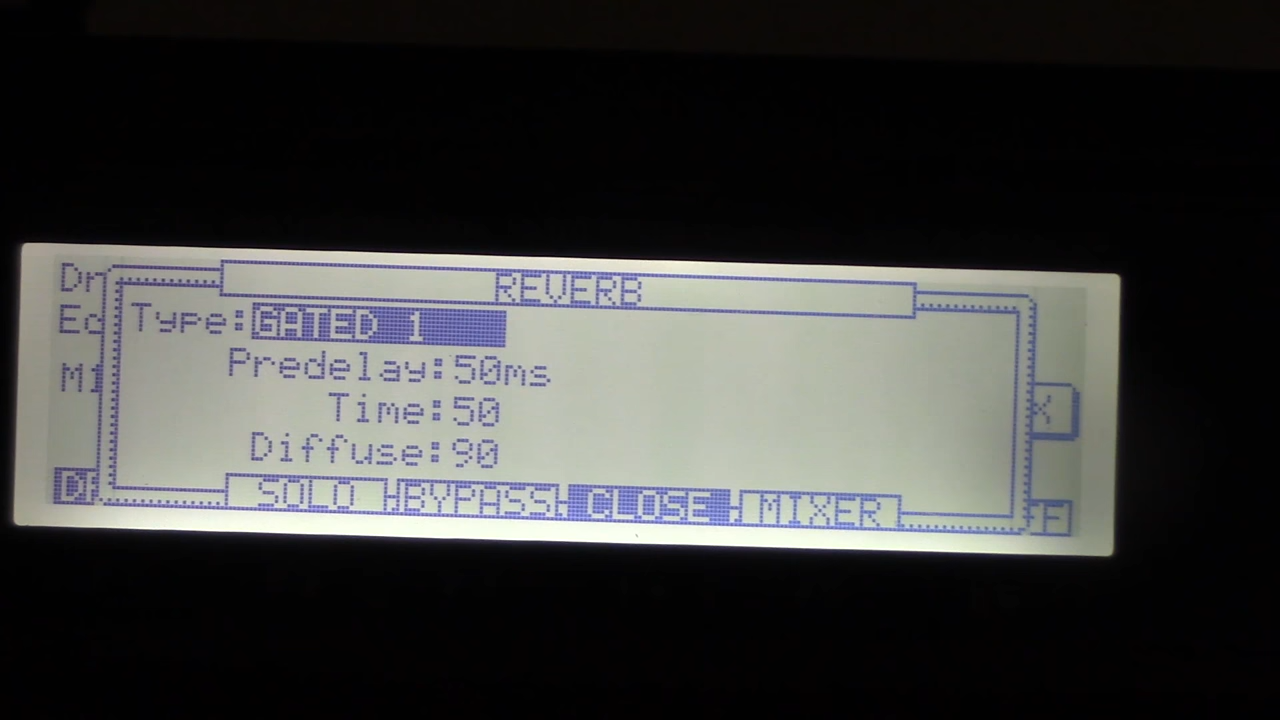 REVERB
Type:GATED 1
Predelay:50ms
Time:50
Diffuse:90
SOLO BYPASS CLOSE MIXER